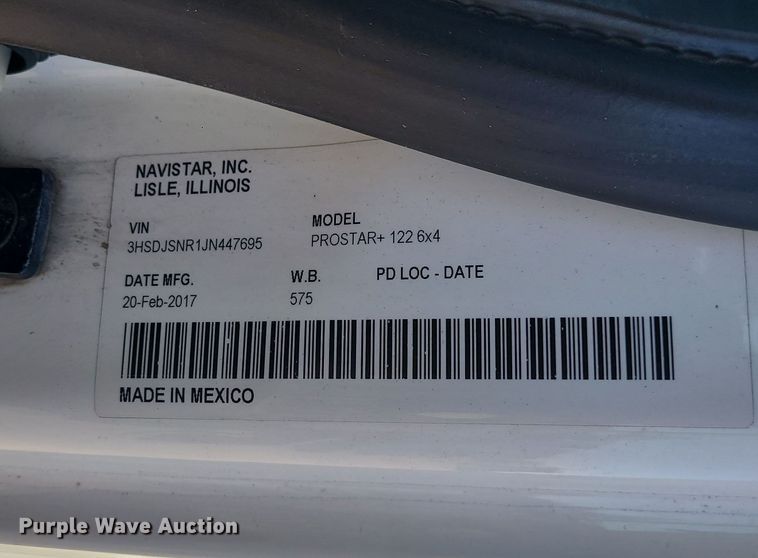 NAVISTAR, INC.
LISLE, ILLINOIS
VIN
3HSDJSNR1JN447695
MODEL
PROSTAR+ 122 6x4
DATE MFG.
20-Feb-2017
W.B.
575
PD LOC - DATE
MADE IN MEXICO
Purple Wave Auction